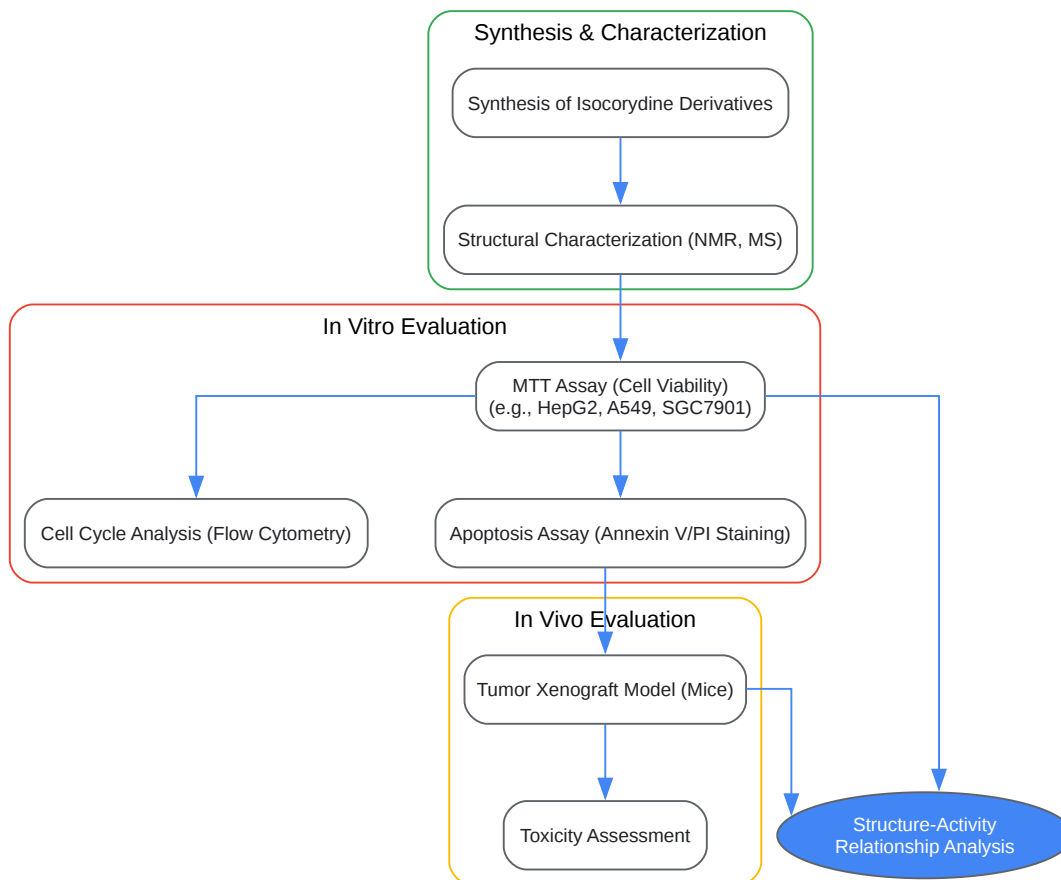 Synthesis & Characterization
Synthesis of Isocorydine Derivatives
Structural Characterization (NMR, MS)
In Vitro Evaluation
MTT Assay (Cell Viability)
(e.g., HepG2, A549, SGC7901)
Cell Cycle Analysis (Flow Cytometry)
Apoptosis Assay (Annexin V/PI Staining)
In Vivo Evaluation
Tumor Xenograft Model (Mice)
Toxicity Assessment
Structure-Activity
Relationship Analysis